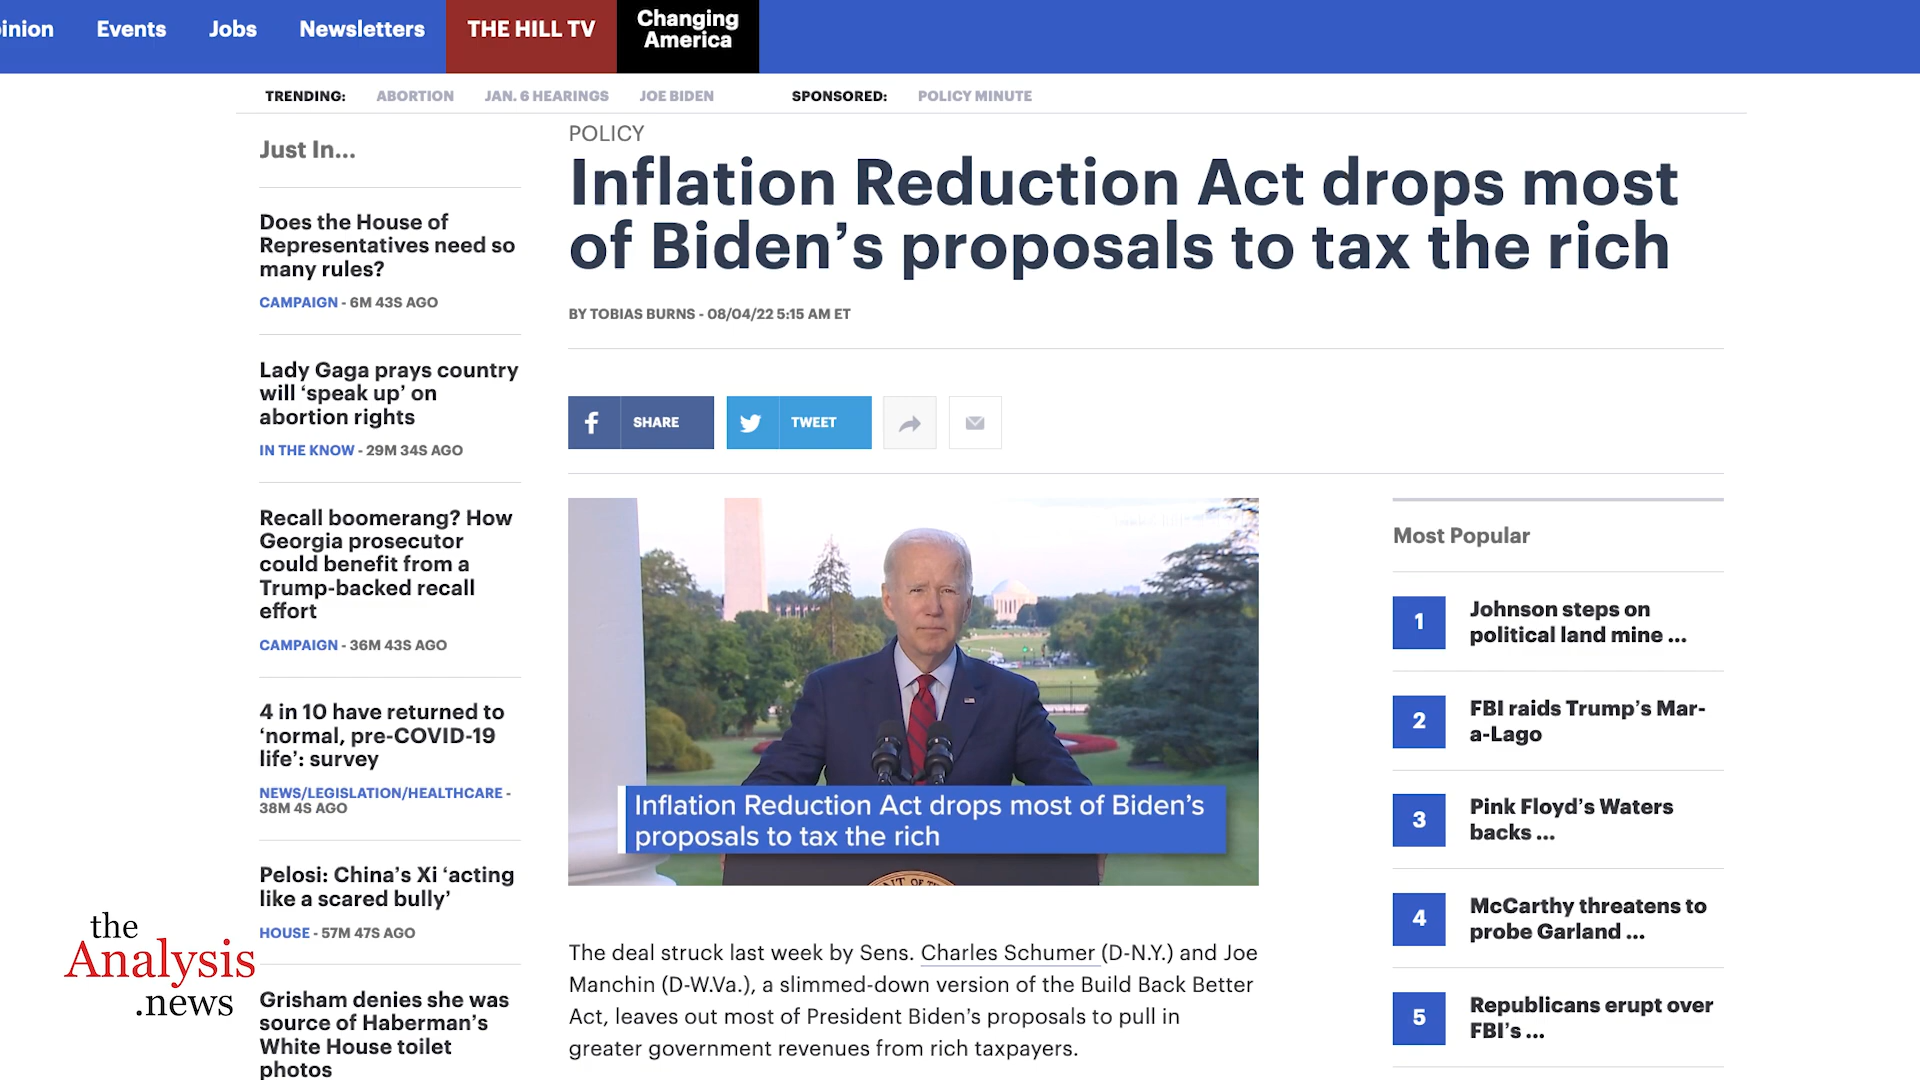 inion
Events
Jobs
Newsletters
THE HILL TV
Changing
America
TRENDING:
ABORTION
JAN. 6 HEARINGS
JOE BIDEN
SPONSORED:
POLICY MINUTE
Just In...
Does the House of
Representatives need so
many rules?
CAMPAIGN - 6M 43S AGO
Lady Gaga prays country
will ‘speak up’ on
abortion rights
IN THE KNOW - 29M 34S AGO
Recall boomerang? How
Georgia prosecutor
could benefit from a
Trump-backed recall
effort
CAMPAIGN - 36M 43S AGO
4 in 10 have returned to
‘normal, pre-COVID-19
life’: survey
NEWS/LEGISLATION/HEALTHCARE -
38M 4S AGO
Pelosi: China’s Xi ‘acting
like a scared bully’
HOUSE - 57M 47S AGO
Grisham denies she was
source of Haberman’s
White House toilet
photos
the
Analysis
.news
POLICY
Inflation Reduction Act drops most
of Biden’s proposals to tax the rich
BY TOBIAS BURNS - 08/04/22 5:15 AM ET
SHARE
TWEET
Inflation Reduction Act drops most of Biden’s
proposals to tax the rich
The deal struck last week by Sens. Charles Schumer (D-N.Y.) and Joe
Manchin (D-W.Va.), a slimmed-down version of the Build Back Better
Act, leaves out most of President Biden’s proposals to pull in
greater government revenues from rich taxpayers.
Most Popular
1
Johnson steps on
political land mine ...
2
FBI raids Trump’s Mar-
a-Lago
3
Pink Floyd’s Waters
backs ...
4
McCarthy threatens to
probe Garland ...
5
Republicans erupt over
FBI’s ...